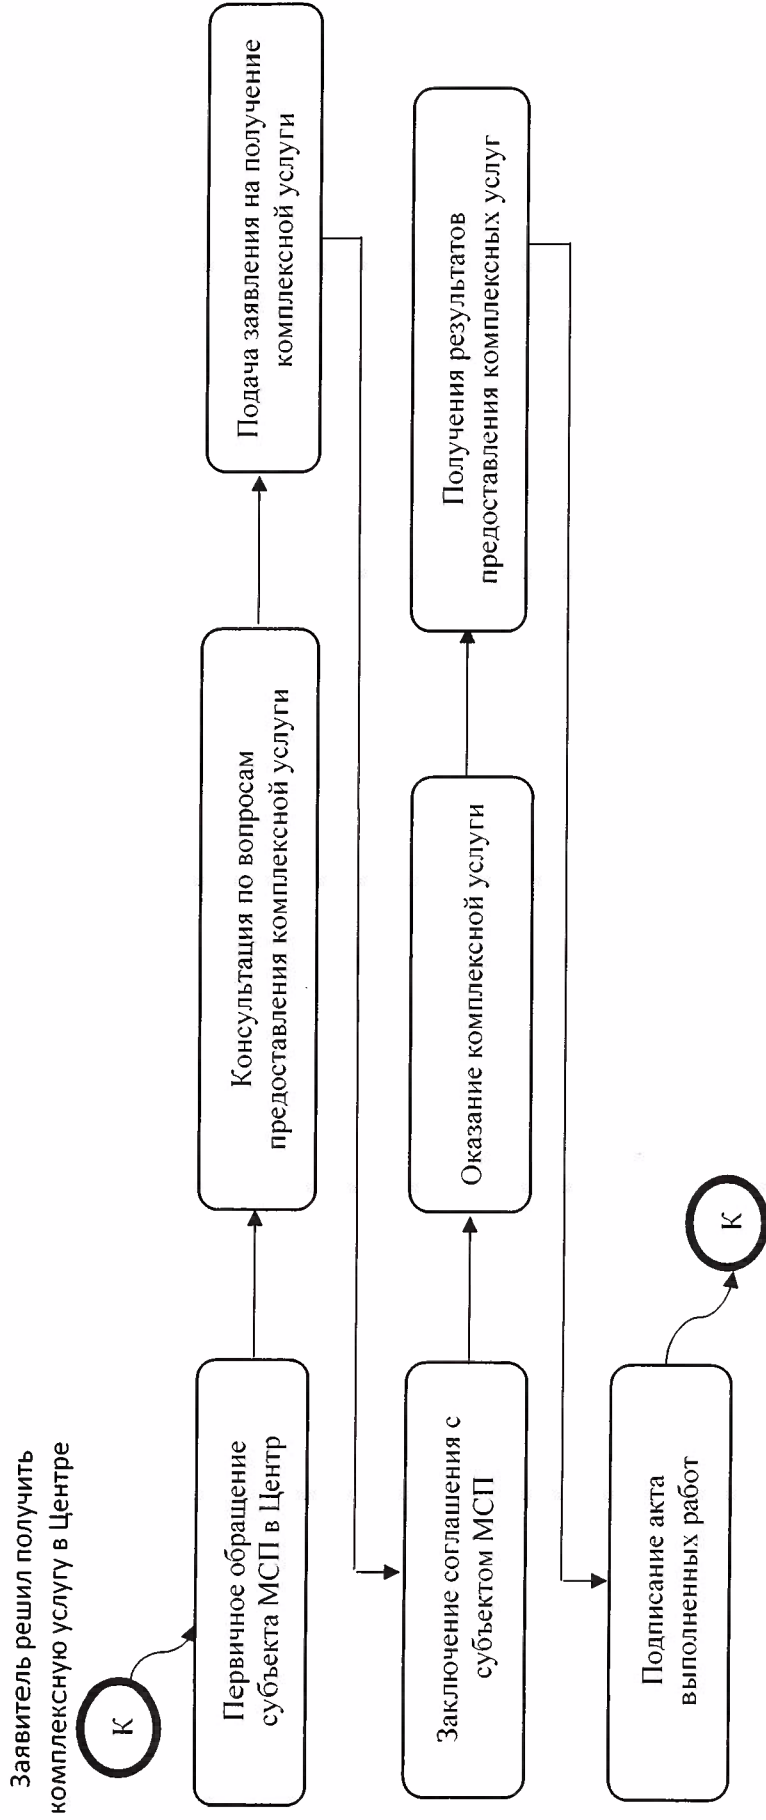 Заявитель решил получить
комплексную услугу в Центре
К
Первичное обращение
субъекта МСП в Центр
Консультация по вопросам
предоставления комплексной услуги
Подача заявления на получение
комплексной услуги
Заключение соглашения с
субъектом МСП
Оказание комплексной услуги
Получения результатов
предоставления комплексных услуг
Подписание акта
выполненных работ
К